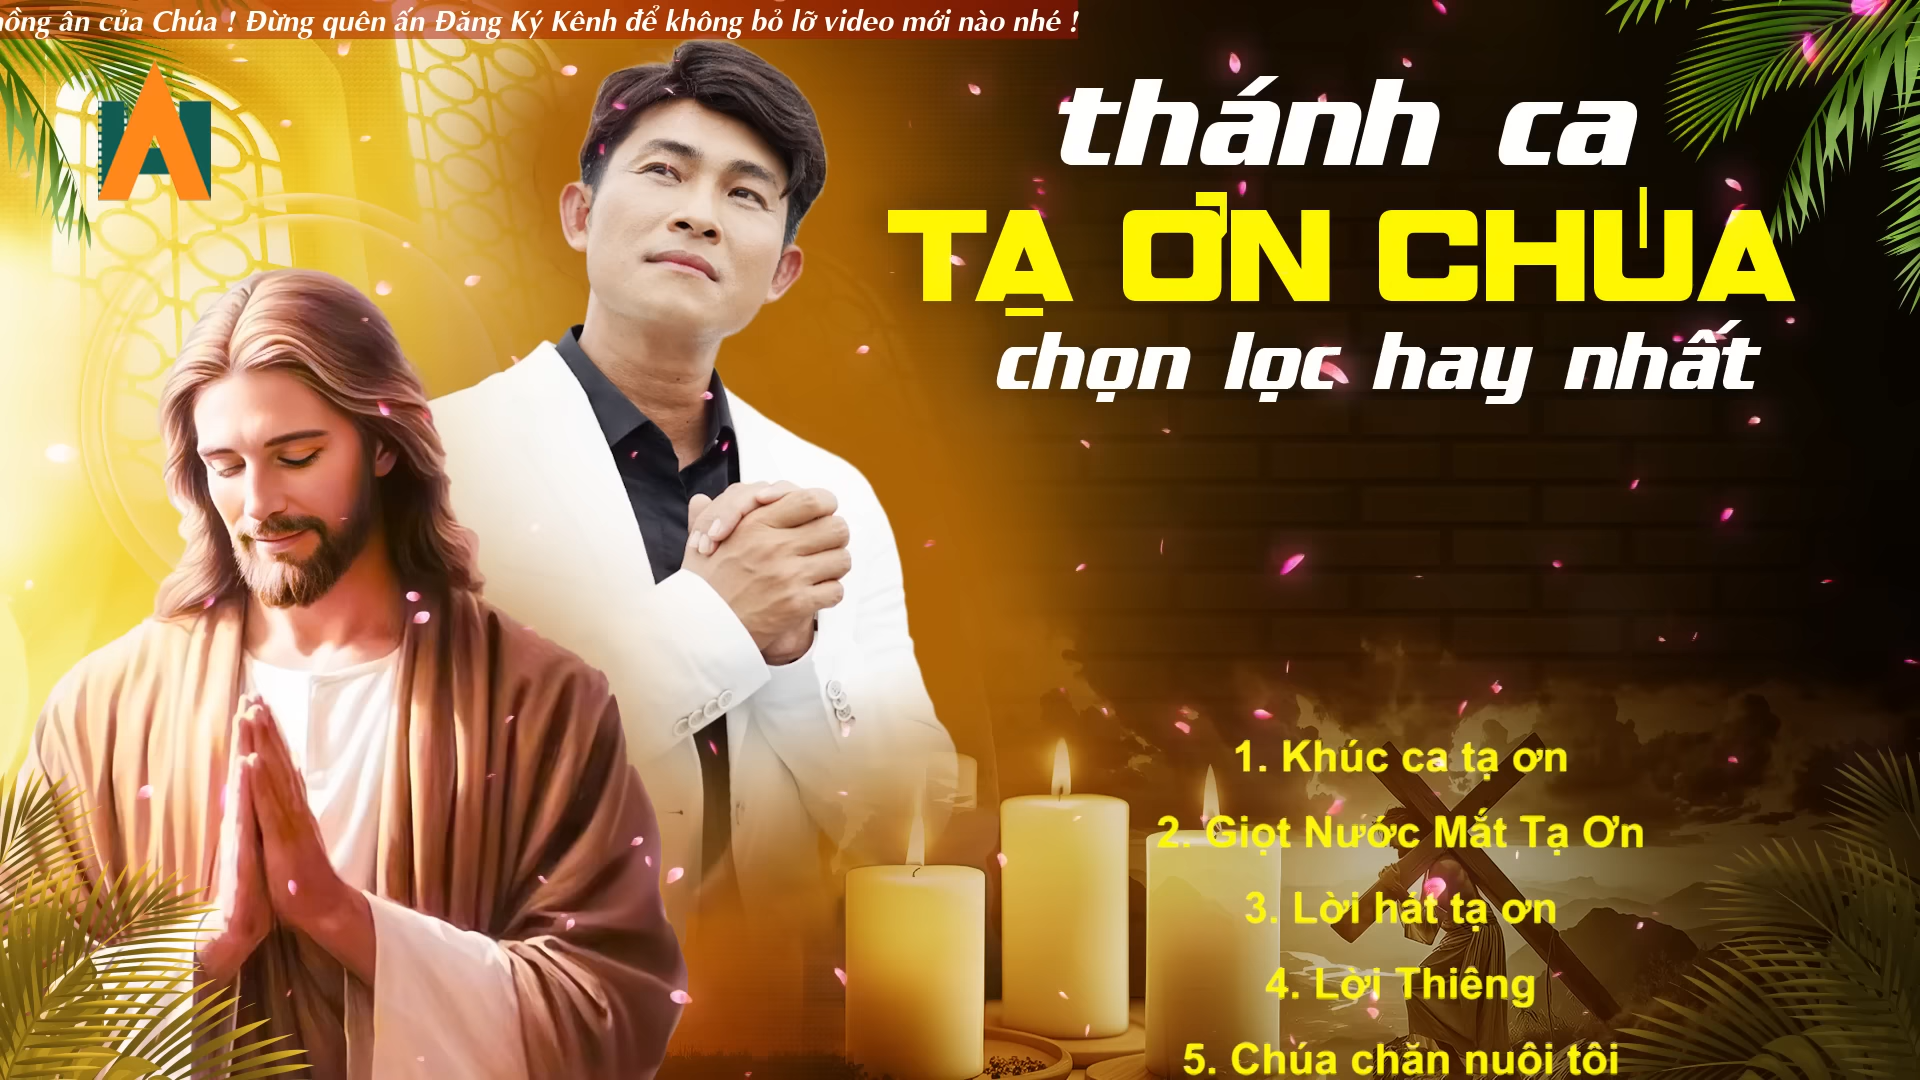 hồng ân của Chúa ! Đừng quên ấn Đăng Ký Kênh để không bỏ lỡ video mới nào nhé !
thánh ca
TẠ ƠN CHÚA
chọn lọc hay nhất
1. Khúc ca tạ ơn
2. Giọt Nước Mắt Tạ Ơn
3. Lời hát tạ ơn
4. Lời Thiêng
5. Chúa chăn nuôi tôi